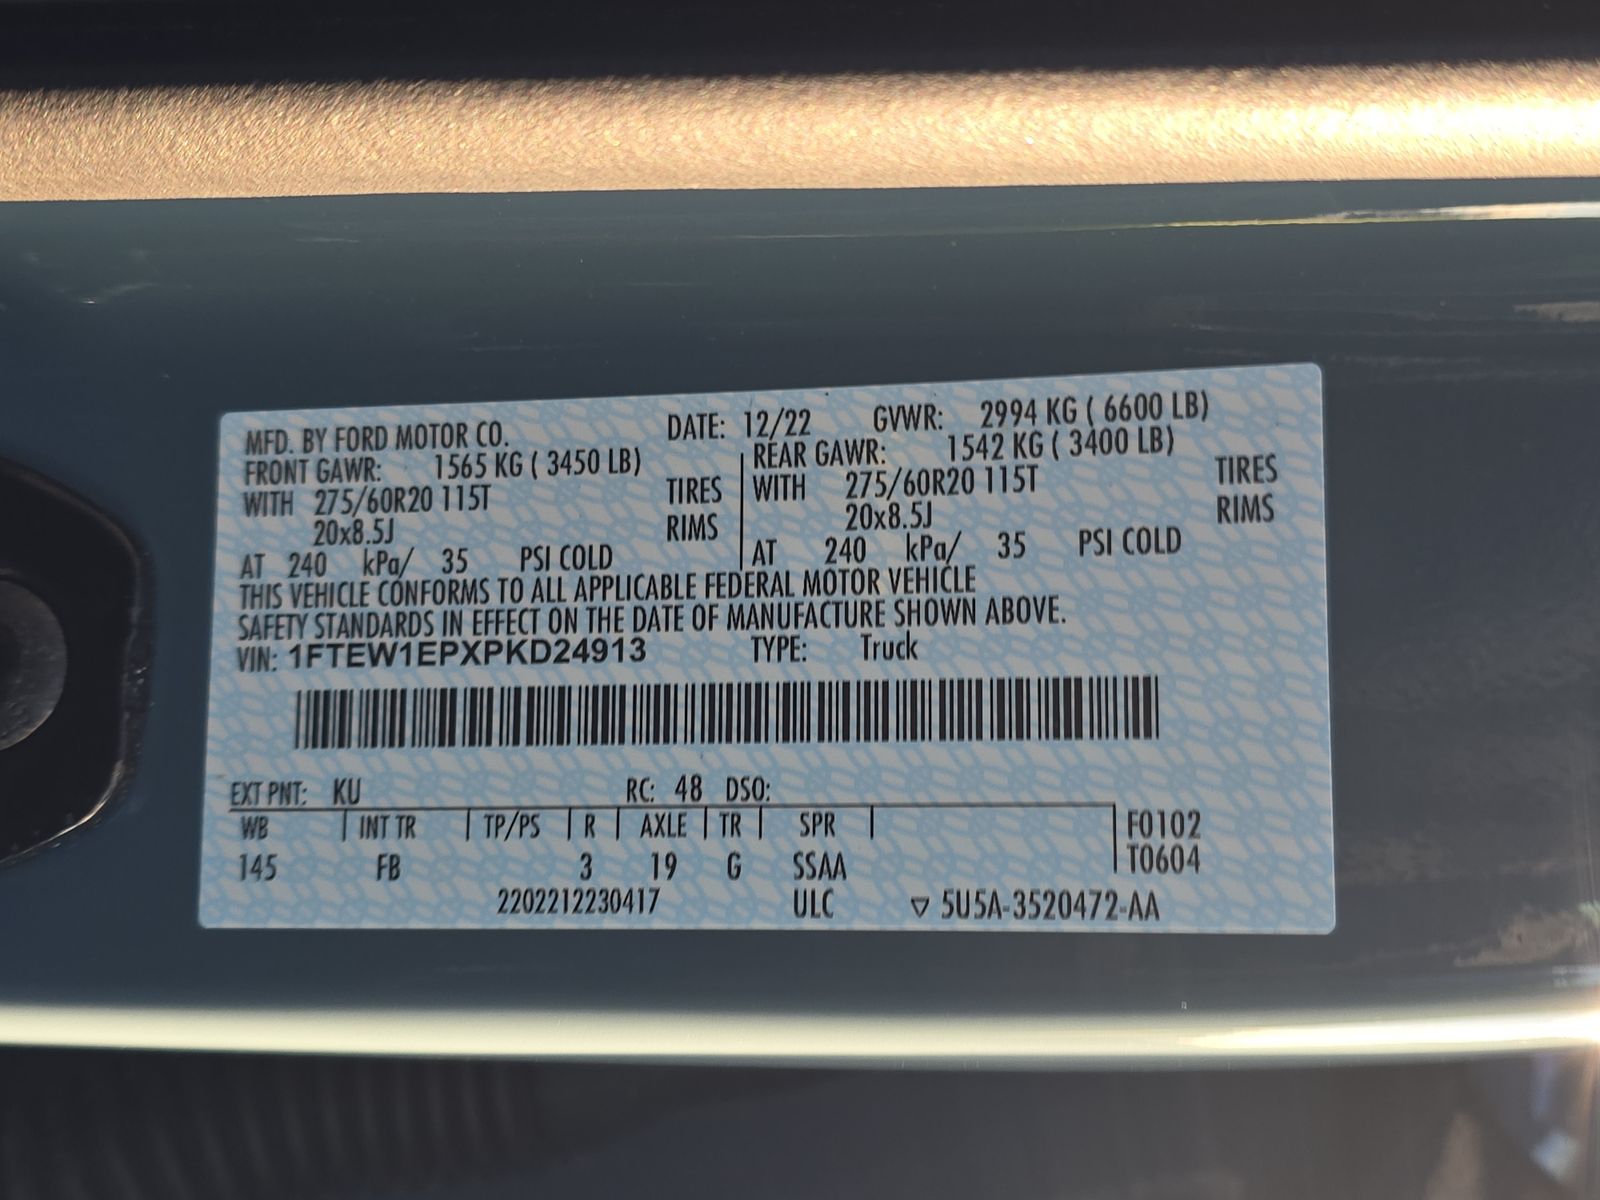 MFD. BY FORD MOTOR CO. DATE: 12/22 GVWR: 2994 KG ( 6600 LB)
FRONT GAWR: 1565 KG ( 3450 LB) REAR GAWR: 1542 KG ( 3400 LB)
WITH 275/60R20 115T TIRES WITH 275/60R20 115T TIRES
20x8.5J RIMS 20x8.5J RIMS
AT 240 kPa/ 35 PSI COLD AT 240 kPa/ 35 PSI COLD
THIS VEHICLE CONFORMS TO ALL APPLICABLE FEDERAL MOTOR VEHICLE
SAFETY STANDARDS IN EFFECT ON THE DATE OF MANUFACTURE SHOWN ABOVE.
VIN: 1FTEW1EPXPKD24913 TYPE: Truck
EXT PNT: KU RC: 48 DSO:
WB INT TR TP/PS R AXLE TR SPR F0102
145 FB 3 19 G SSAA T0604
2202212230417 ULC ▽ 5U5A-3520472-AA